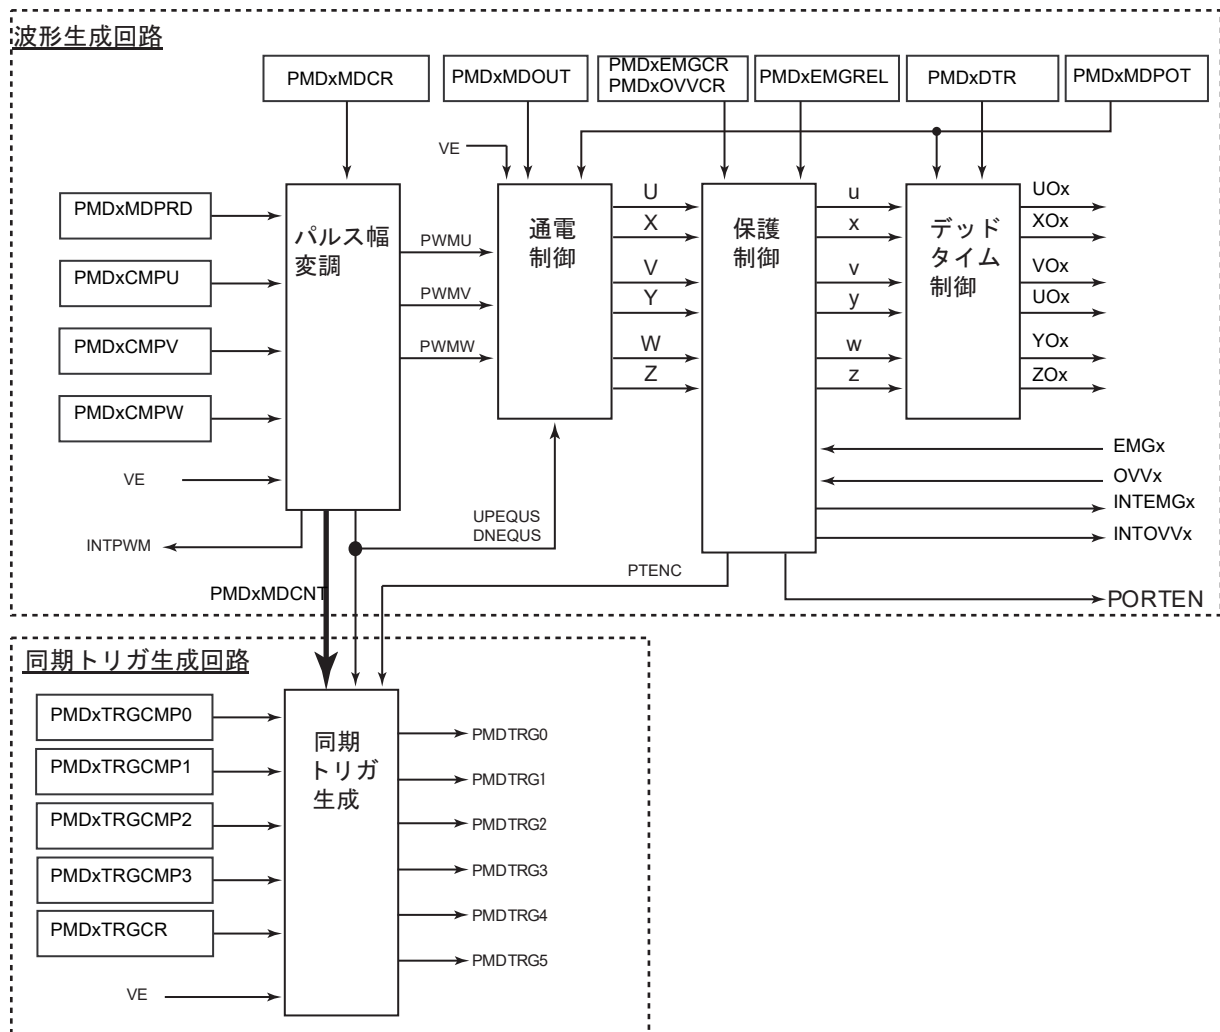 波形生成回路
PMDxMDCR
PMDxMDOUT
PMDxEMGCR
PMDxOVVCR
PMDxEMGREL
PMDxDTR
PMDxMDPOT
VE
PMDxMDPRD
PMDxCMPU
PMDxCMPV
PMDxCMPW
VE
INTPWM
パルス幅
変調
PWMU
PWMV
PWMW
通電
制御
U
X
V
Y
W
Z
保護
制御
u
x
v
y
w
z
デッド
タイム
制御
UOx
XOx
VOx
UOx
YOx
ZOx
EMGx
OVVx
INTEMGx
INTOVVx
UPEQUS
DNEQUS
PTENC
PMDxMDCNT
PORTEN
同期トリガ生成回路
PMDxTRGCMP0
PMDxTRGCMP1
PMDxTRGCMP2
PMDxTRGCMP3
PMDxTRGCR
VE
同期
トリガ
生成
PMDTRG0
PMDTRG1
PMDTRG2
PMDTRG3
PMDTRG4
PMDTRG5